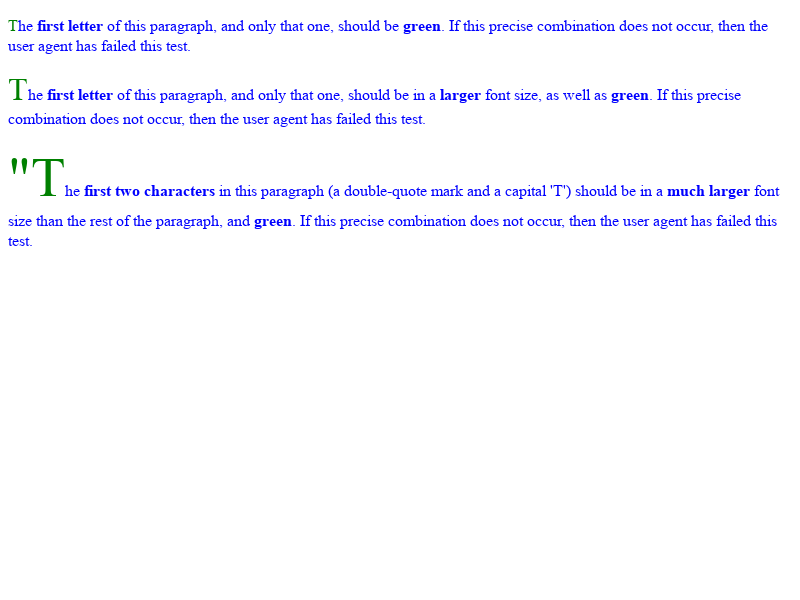 The first letter of this paragraph, and only that one, should be green. If this precise combination does not occur, then the
user agent has failed this test.
The first letter of this paragraph, and only that one, should be in a larger font size, as well as green. If this precise
combination does not occur, then the user agent has failed this test.
"The first two characters in this paragraph (a double-quote mark and a capital 'T') should be in a much larger font
size than the rest of the paragraph, and green. If this precise combination does not occur, then the user agent has failed this
test.